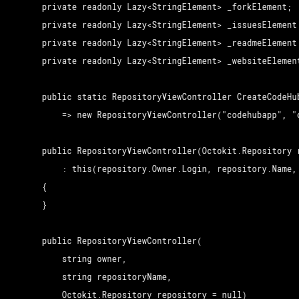 private readonly Lazy<StringElement> _forkElement;
private readonly Lazy<StringElement> _issuesElement
private readonly Lazy<StringElement> _readmeElement
private readonly Lazy<StringElement> _websiteElement
public static RepositoryViewController CreateCodeHub
=> new RepositoryViewController("codehubapp", "c
public RepositoryViewController(Octokit.Repository r
: this(repository.Owner.Login, repository.Name,
{
}
public RepositoryViewController(
string owner,
string repositoryName,
Octokit.Repository repository = null)